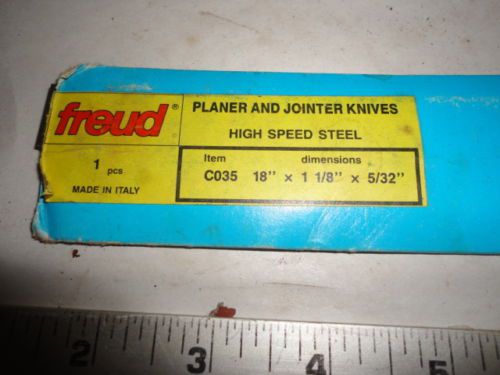 freud®
PLANER AND JOINTER KNIVES
HIGH SPEED STEEL
1 pcs
MADE IN ITALY
Item dimensions
C035 18" × 1 1/8" × 5/32"
2 3 4 5